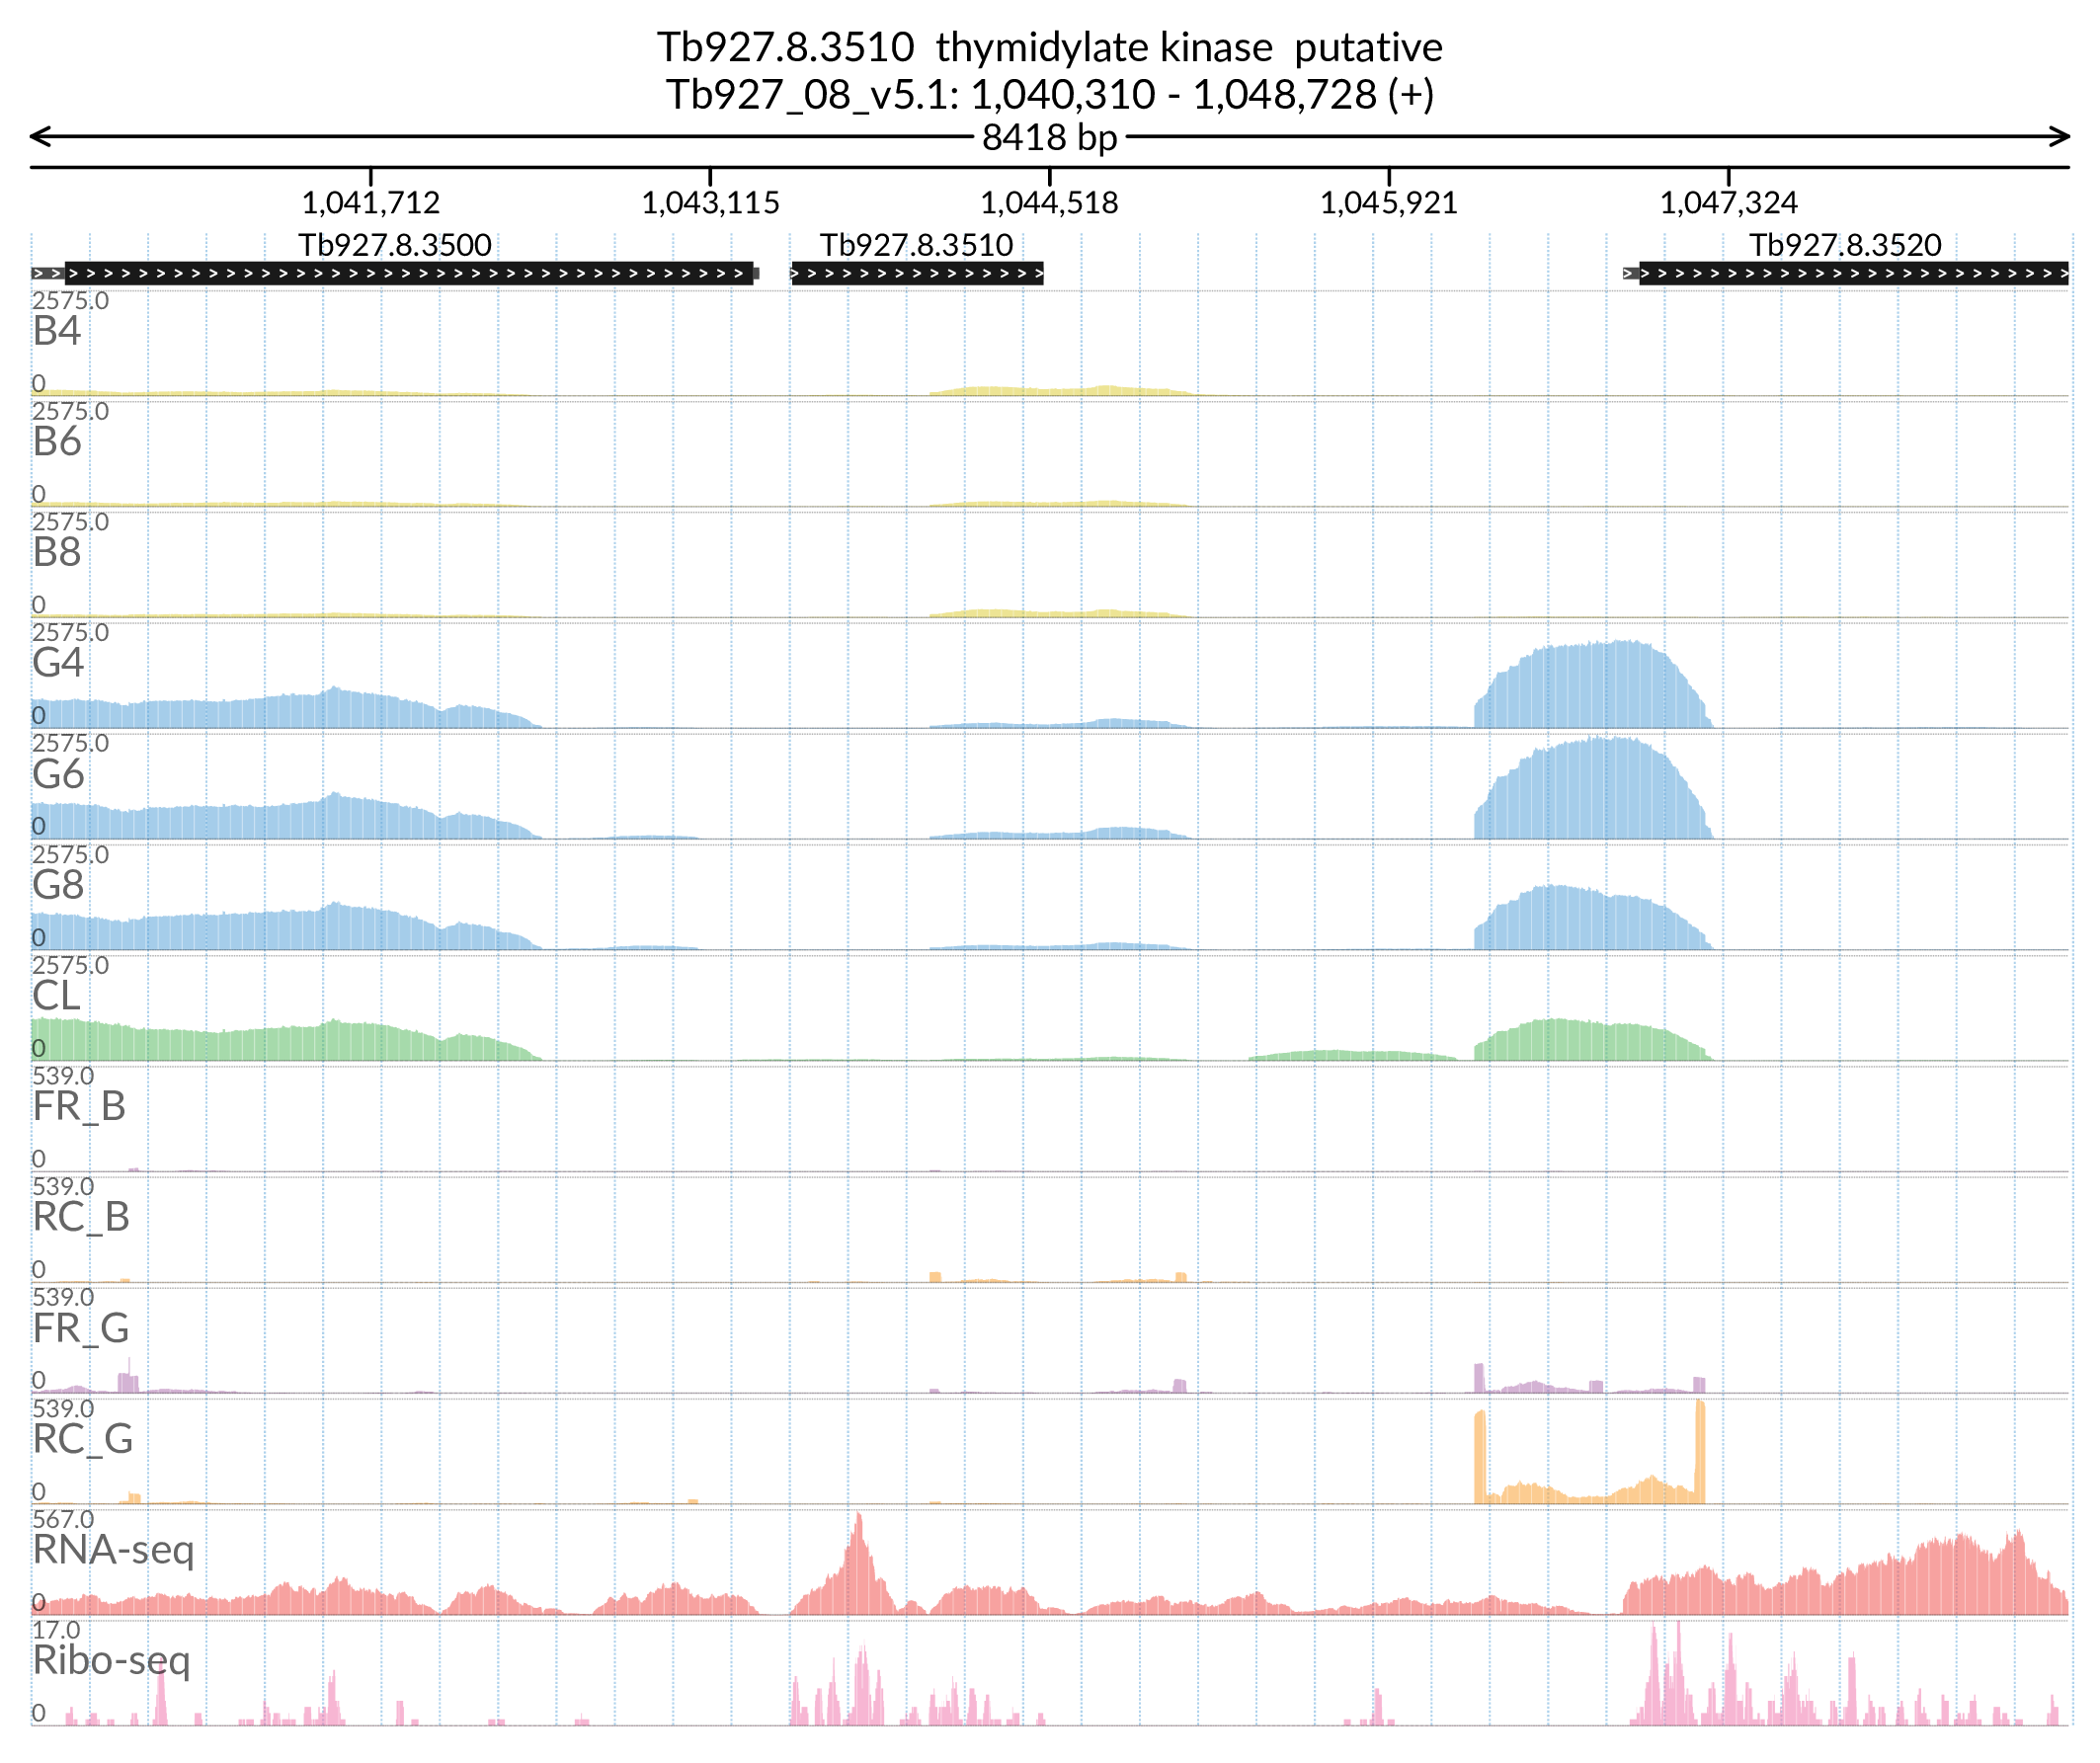 Tb927.8.3510 thymidylate kinase putative
Tb927_08_v5.1: 1,040,310 - 1,048,728 (+)
8418 bp
1,041,712 1,043,115 1,044,518 1,045,921 1,047,324
Tb927.8.3500 Tb927.8.3510 Tb927.8.3520
2575.0
B4
0
2575.0
B6
0
2575.0
B8
0
2575.0
G4
0
2575.0
G6
0
2575.0
G8
0
2575.0
CL
0
539.0
FR_B
0
539.0
RC_B
0
539.0
FR_G
0
539.0
RC_G
0
567.0
RNA-seq
0
17.0
Ribo-seq
0